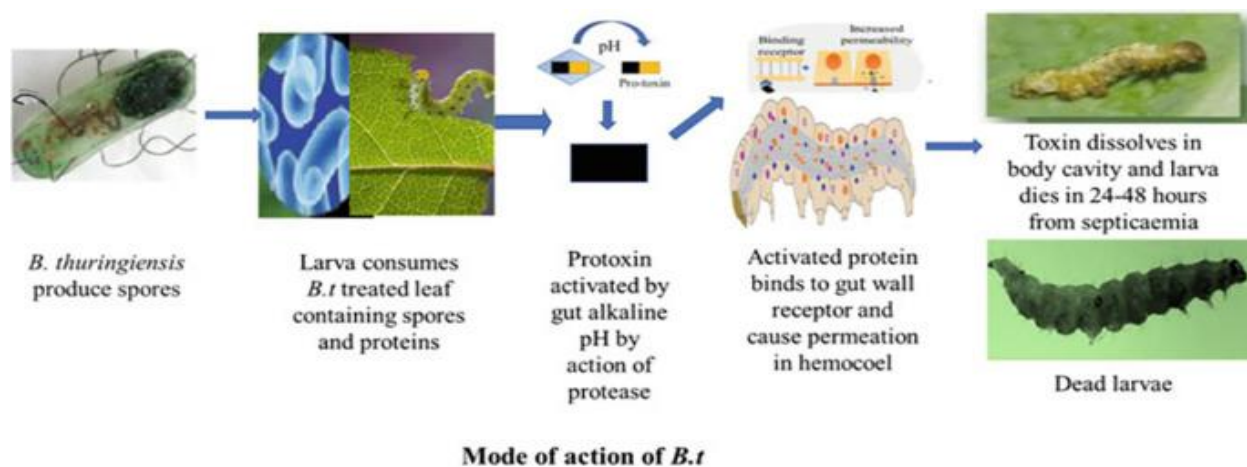 pH
Pro-toxin
Binding
receptor
Increased
permeability
B. thuringiensis
produce spores
Larva consumes
B.t treated leaf
containing spores
and proteins
Protoxin
activated by
gut alkaline
pH by
action of
protease
Activated protein
binds to gut wall
receptor and
cause permeation
in hemocoel
Toxin dissolves in
body cavity and larva
dies in 24-48 hours
from septicaemia
Dead larvae
Mode of action of B.t